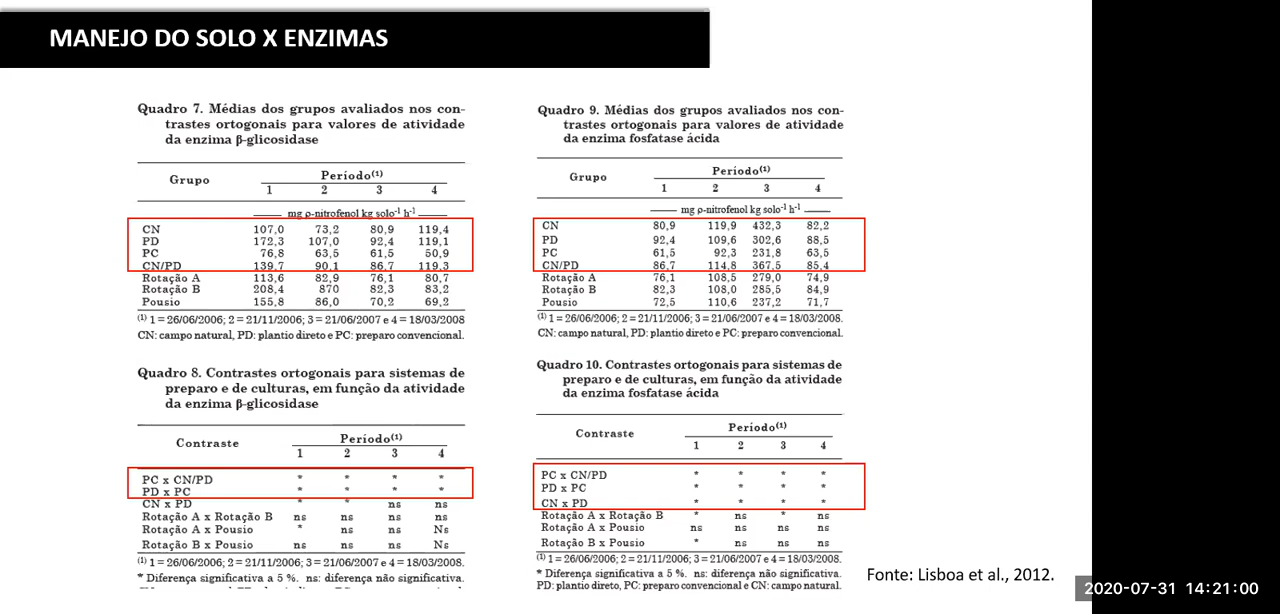 MANEJO DO SOLO X ENZIMAS
Quadro 7. Médias dos grupos avaliados nos con-
trastes ortogonais para valores de atividade
da enzima β-glicosidase
Grupo Período(1)
1 2 3 4
mg ρ-nitrofenol kg solo-1 h-1
CN 107,0 73,2 80,9 119,4
PD 172,3 107,0 92,4 119,1
PC 76,8 63,5 61,5 50,9
CN/PD 139,7 90,1 86,7 119,3
Rotação A 113,6 82,9 76,1 80,7
Rotação B 208,4 870 82,3 83,2
Pousio 155,8 86,0 70,2 69,2
(1) 1 = 26/06/2006; 2 = 21/11/2006; 3 = 21/06/2007 e 4 = 18/03/2008
CN: campo natural, PD: plantio direto e PC: preparo convencional.
Quadro 8. Contrastes ortogonais para sistemas de
preparo e de culturas, em função da atividade
da enzima β-glicosidase
Contraste Período(1)
1 2 3 4
PC x CN/PD * * * *
PD x PC * * * *
CN x PD * * ns ns
Rotação A x Rotação B ns ns ns ns
Rotação A x Pousio * ns ns Ns
Rotação B x Pousio ns ns ns Ns
(1) 1 = 26/06/2006; 2 = 21/11/2006; 3 = 21/06/2007 e 4 = 18/03/2008.
* Diferença significativa a 5 %. ns: diferença não significativa.
Quadro 9. Médias dos grupos avaliados nos con-
trastes ortogonais para valores de atividade
da enzima fosfatase ácida
Grupo Período(1)
1 2 3 4
mg ρ-nitrofenol kg solo-1 h-1
CN 80,9 119,9 432,3 82,2
PD 92,4 109,6 302,6 88,5
PC 61,5 92,3 231,8 63,5
CN/PD 86,7 114,8 367,5 85,4
Rotação A 76,1 108,5 279,0 74,9
Rotação B 82,3 108,0 285,5 84,9
Pousio 72,5 110,6 237,2 71,7
(1) 1 = 26/06/2006; 2 = 21/11/2006; 3 = 21/06/2007 e 4 = 18/03/2008.
CN: campo natural, PD: plantio direto e PC: preparo convencional.
Quadro 10. Contrastes ortogonais para sistemas de
preparo e de culturas, em função da atividade
da enzima fosfatase ácida
Contraste Período(1)
1 2 3 4
PC x CN/PD * * * *
PD x PC * * * *
CN x PD * * * *
Rotação A x Rotação B * ns * ns
Rotação A x Pousio ns ns ns ns
Rotação B x Pousio * ns ns ns
(1) 1 = 26/06/2006; 2 = 21/11/2006; 3 = 21/06/2007 e 4 = 18/03/2008.
* Diferença significativa a 5 %. ns: diferença não significativa.
PD: plantio direto, PC: preparo convencional e CN: campo natural.
Fonte: Lisboa et al., 2012.
2020-07-31 14:21:00